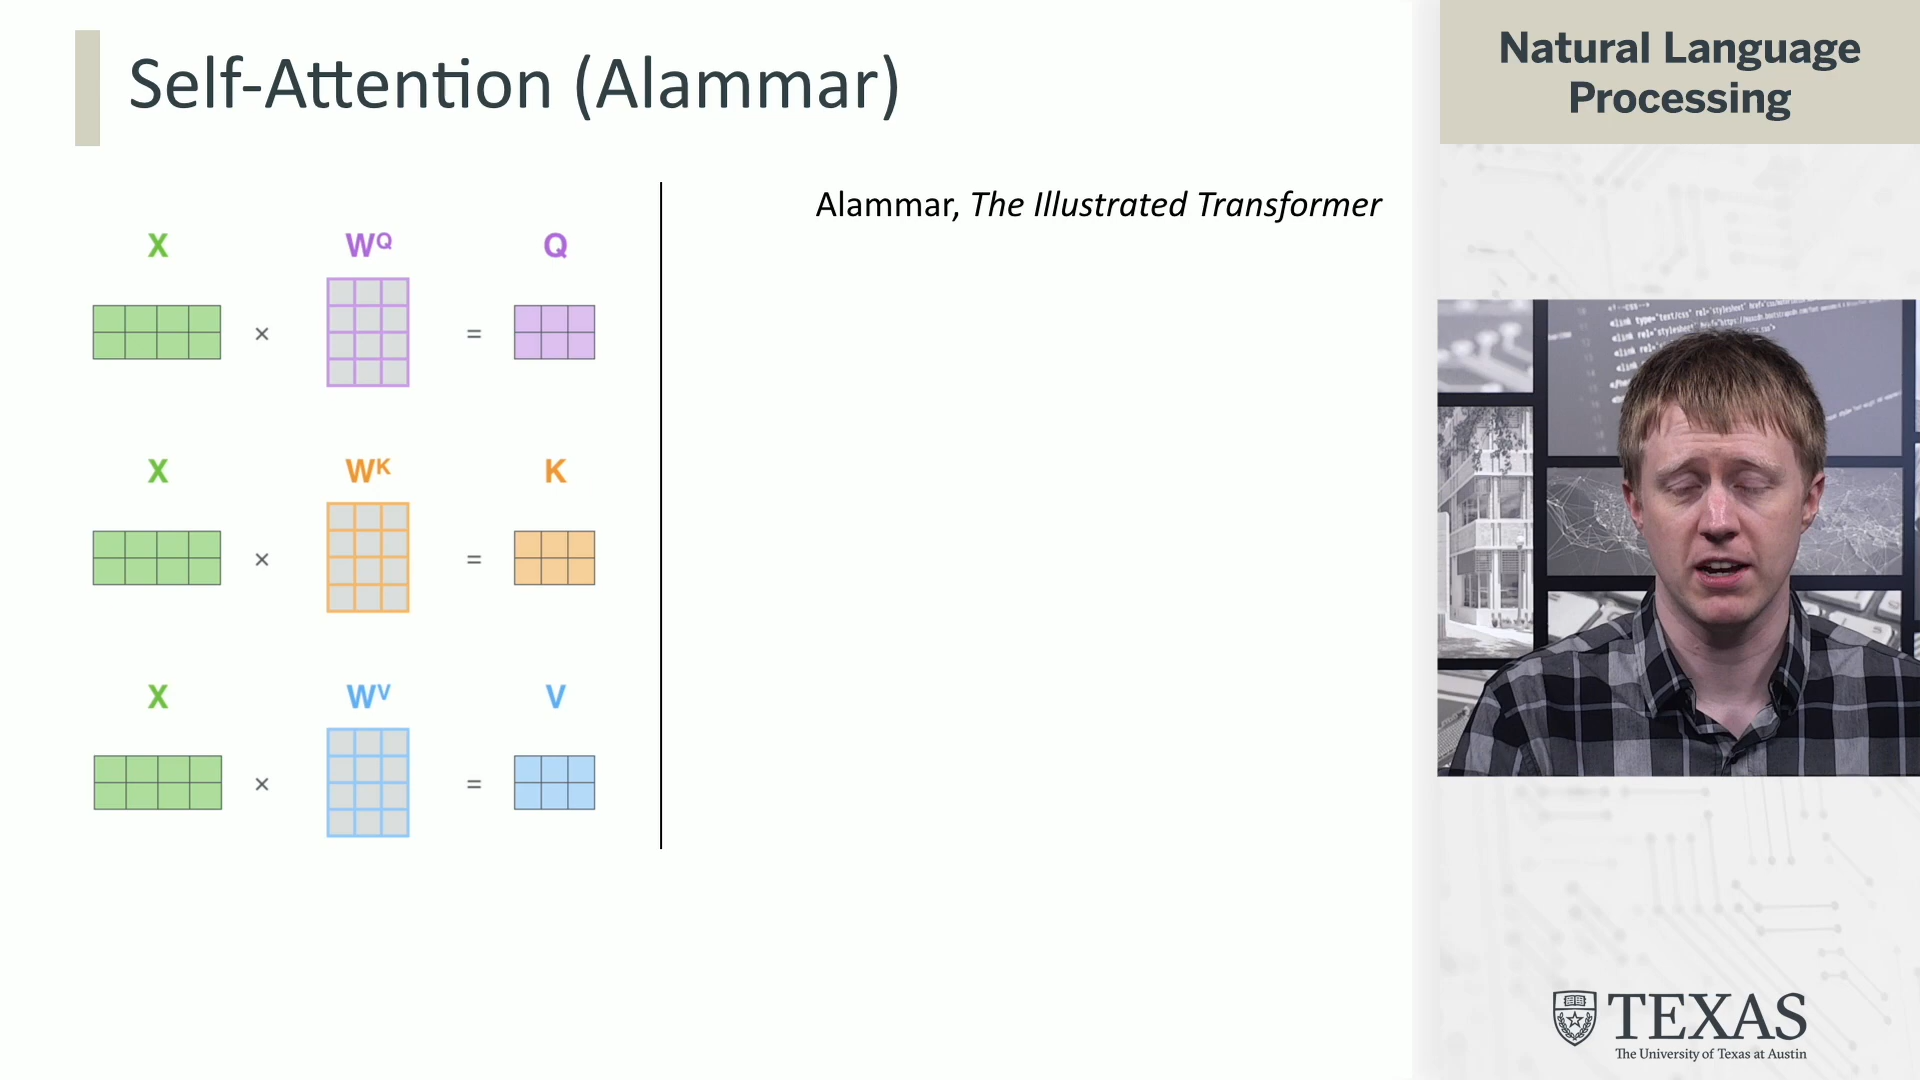 Self-Attention (Alammar)
Natural Language
Processing
Alammar, The Illustrated Transformer
X WQ Q
× =
X WK K
× =
X WV V
× =
TEXAS
The University of Texas at Austin